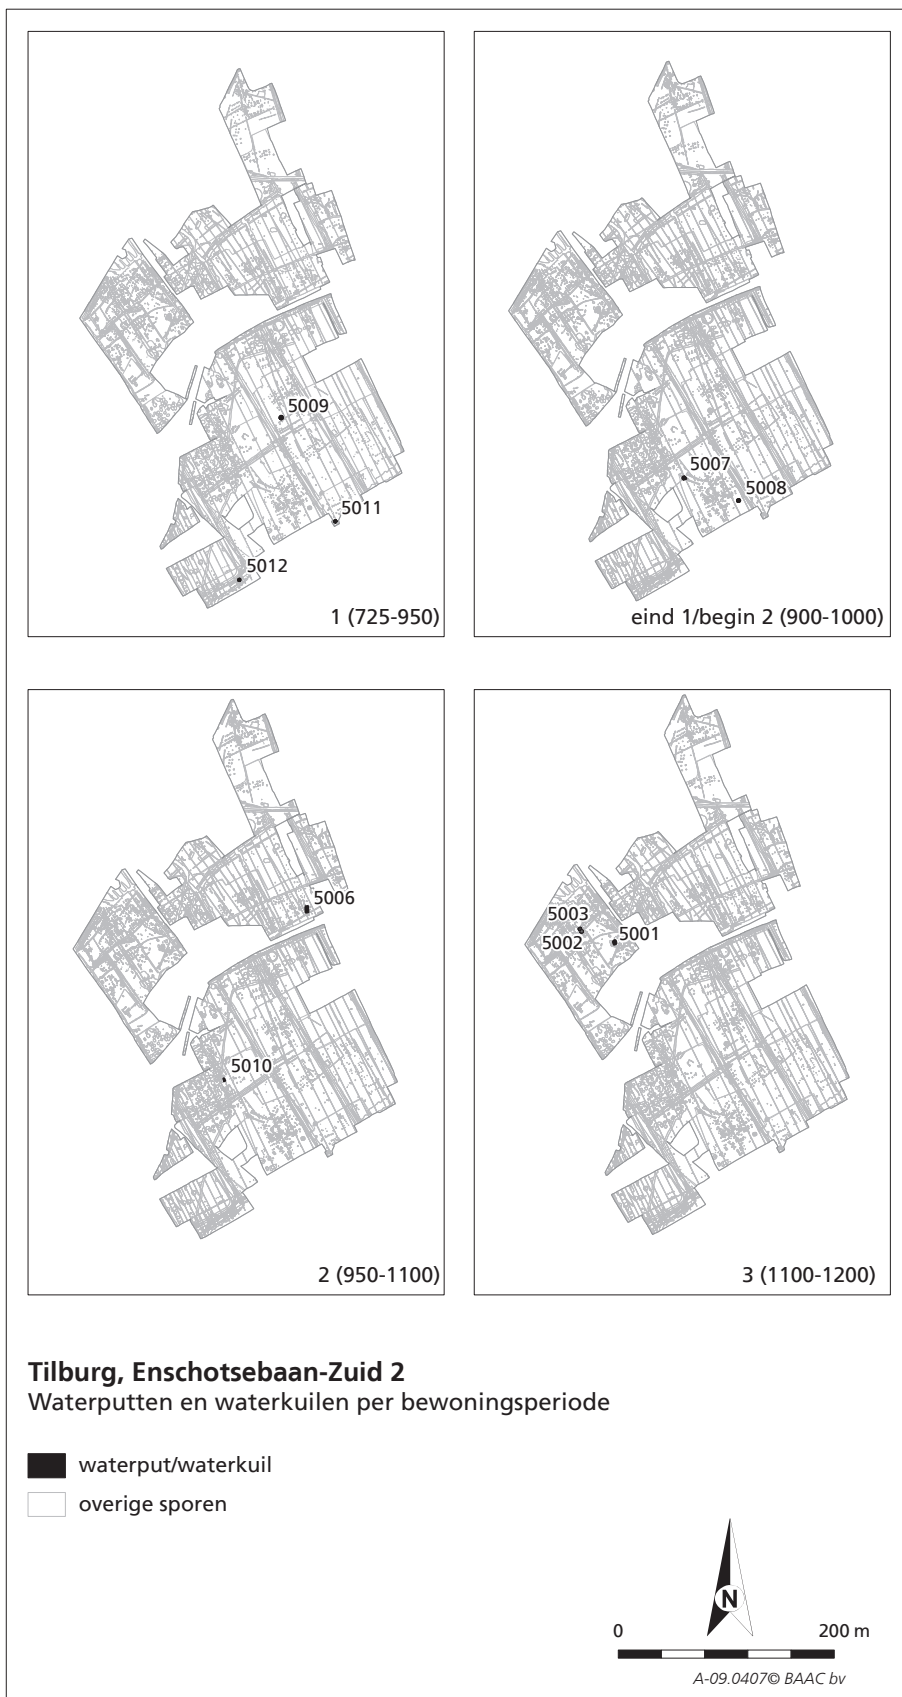 5009
5011
5012
1 (725-950)
5007
5008
eind 1/begin 2 (900-1000)
5006
5010
2 (950-1100)
5003
5002
5001
3 (1100-1200)
Tilburg, Enschotsebaan-Zuid 2
Waterputten en waterkuilen per bewoningsperiode
waterput/waterkuil
overige sporen
N
0 200 m
A-09.0407© BAAC bv